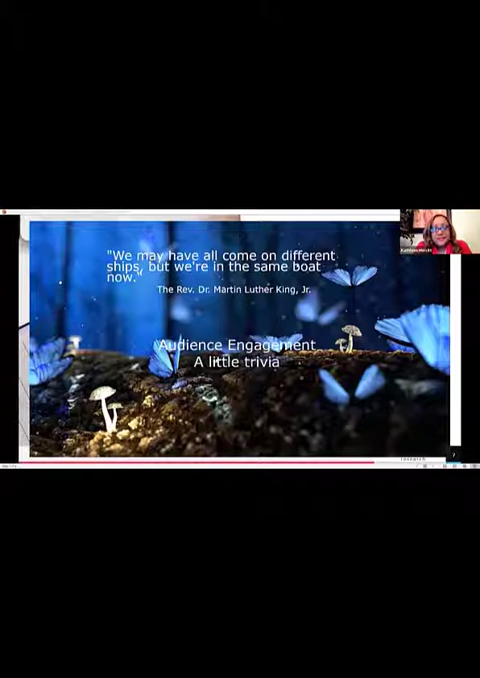 "We may have all come on different
ships, but we're in the same boat
now."
The Rev. Dr. Martin Luther King, Jr.
Audience Engagement
A little trivia
research